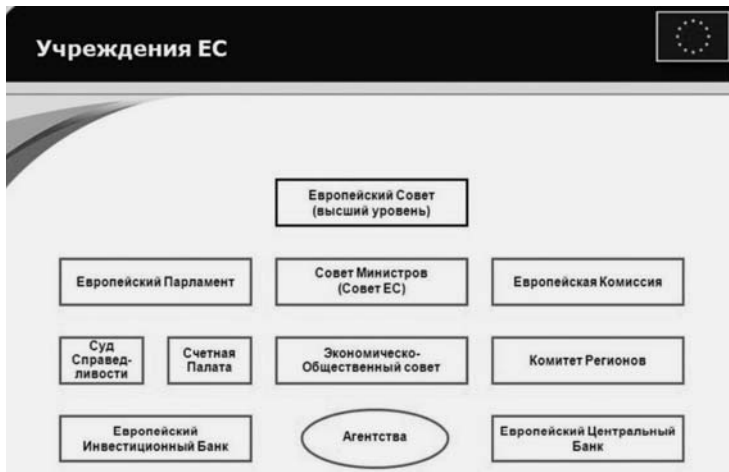 Учреждения ЕС
Европейский Совет
(высший уровень)
Европейский Парламент
Совет Министров
(Совет ЕС)
Европейская Комиссия
Суд
Справед-
ливости
Счетная
Палата
Экономическо-
Общественный совет
Комитет Регионов
Европейский
Инвестиционный Банк
Агентства
Европейский Центральный
Банк